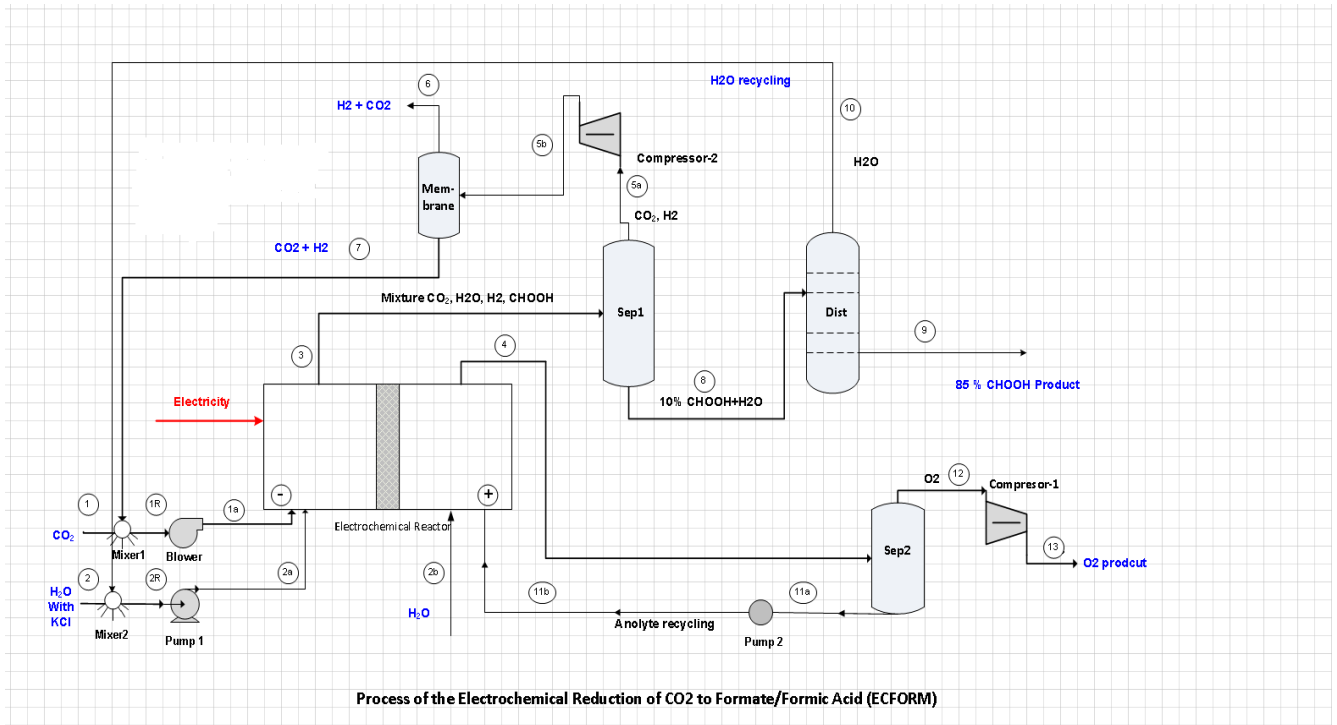 H2O recycling
6
H2 + CO2
10
5b
Compressor-2
H2O
Mem-
brane
5a
CO₂, H2
CO2 + H2
7
Mixture CO₂, H2O, H2, CHOOH
Sep1
Dist
9
3
4
8
85 % CHOOH Product
Electricity
10% CHOOH+H2O
O2
12
Compresor-1
-
+
1
1R
1a
Electrochemical Reactor
CO₂
Mixer1
Blower
Sep2
13
O2 prodcut
2
2R
2a
2b
H₂O
With
KCl
11b
11a
H₂O
Anolyte recycling
Mixer2
Pump 1
Pump 2
Process of the Electrochemical Reduction of CO2 to Formate/Formic Acid (ECFORM)